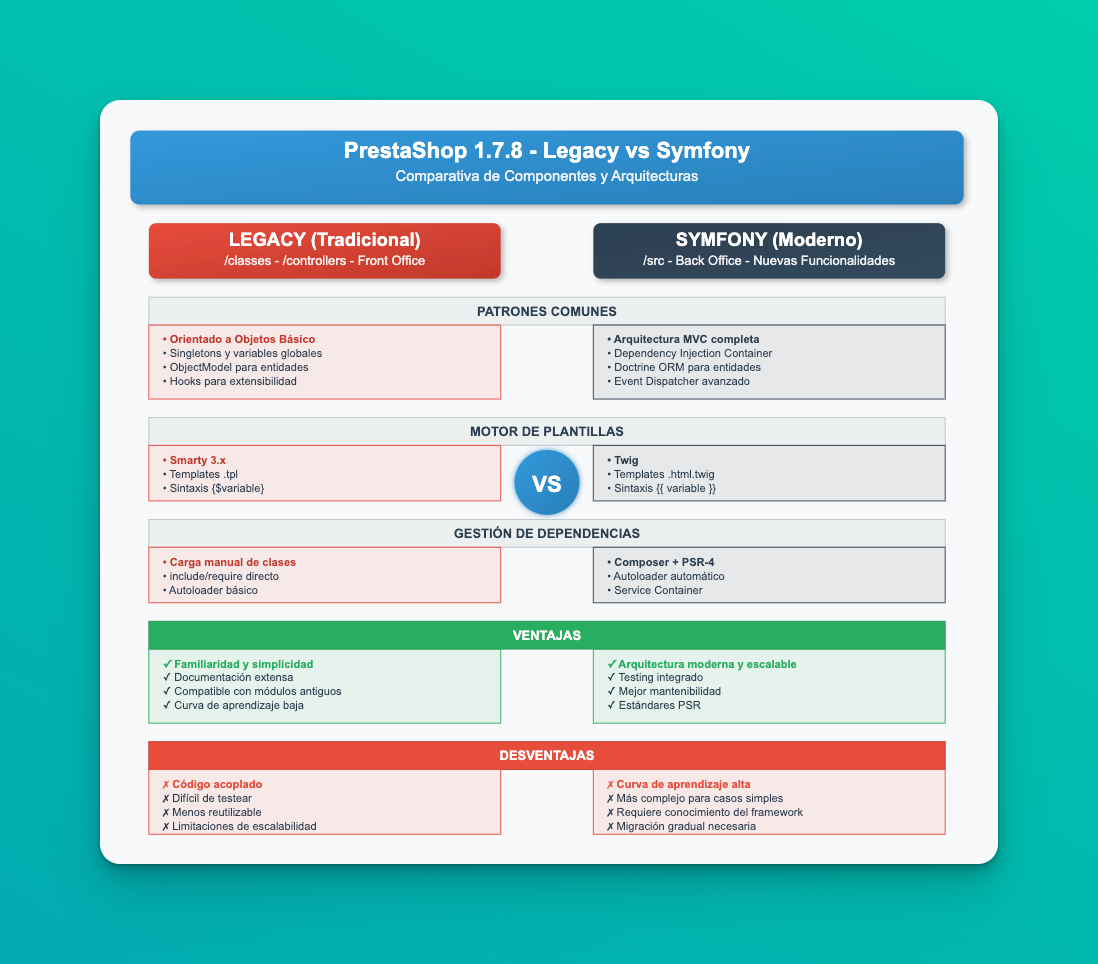 PrestaShop 1.7.8 - Legacy vs Symfony
Comparativa de Componentes y Arquitecturas
LEGACY (Tradicional)
/classes - /controllers - Front Office
SYMFONY (Moderno)
/src - Back Office - Nuevas Funcionalidades
PATRONES COMUNES
• Orientado a Objetos Básico
• Singletons y variables globales
• ObjectModel para entidades
• Hooks para extensibilidad
• Arquitectura MVC completa
• Dependency Injection Container
• Doctrine ORM para entidades
• Event Dispatcher avanzado
MOTOR DE PLANTILLAS
• Smarty 3.x
• Templates .tpl
• Sintaxis {$variable}
VS
• Twig
• Templates .html.twig
• Sintaxis {{ variable }}
GESTIÓN DE DEPENDENCIAS
• Carga manual de clases
• include/require directo
• Autoloader básico
• Composer + PSR-4
• Autoloader automático
• Service Container
VENTAJAS
✓ Familiaridad y simplicidad
✓ Documentación extensa
✓ Compatible con módulos antiguos
✓ Curva de aprendizaje baja
✓ Arquitectura moderna y escalable
✓ Testing integrado
✓ Mejor mantenibilidad
✓ Estándares PSR
DESVENTAJAS
✗ Código acoplado
✗ Difícil de testear
✗ Menos reutilizable
✗ Limitaciones de escalabilidad
✗ Curva de aprendizaje alta
✗ Más complejo para casos simples
✗ Requiere conocimiento del framework
✗ Migración gradual necesaria